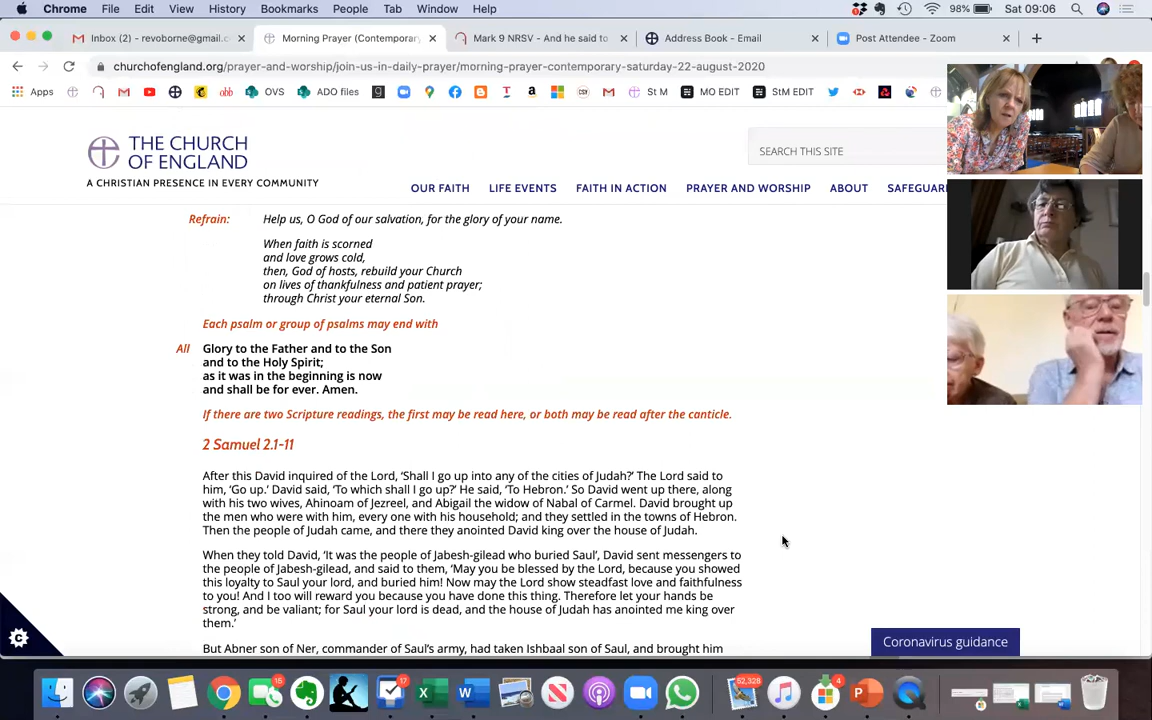 Chrome File Edit View History Bookmarks People Tab Window Help 98% Sat 09:06
Inbox (2) - revoborne@gmail.c Morning Prayer (Contemporary Mark 9 NRSV - And he said to Address Book - Email Post Attendee - Zoom
churchofengland.org/prayer-and-worship/join-us-in-daily-prayer/morning-prayer-contemporary-saturday-22-august-2020
Apps abb OVS ADO files St M MO EDIT StM EDIT
THE CHURCH
OF ENGLAND
A CHRISTIAN PRESENCE IN EVERY COMMUNITY
SEARCH THIS SITE
OUR FAITH LIFE EVENTS FAITH IN ACTION PRAYER AND WORSHIP ABOUT SAFEGUAR
Refrain: Help us, O God of our salvation, for the glory of your name.
When faith is scorned
and love grows cold,
then, God of hosts, rebuild your Church
on lives of thankfulness and patient prayer;
through Christ your eternal Son.
Each psalm or group of psalms may end with
All Glory to the Father and to the Son
and to the Holy Spirit;
as it was in the beginning is now
and shall be for ever. Amen.
If there are two Scripture readings, the first may be read here, or both may be read after the canticle.
2 Samuel 2.1-11
After this David inquired of the Lord, ‘Shall I go up into any of the cities of Judah?’ The Lord said to
him, ‘Go up.’ David said, ‘To which shall I go up?’ He said, ‘To Hebron.’ So David went up there, along
with his two wives, Ahinoam of Jezreel, and Abigail the widow of Nabal of Carmel. David brought up
the men who were with him, every one with his household; and they settled in the towns of Hebron.
Then the people of Judah came, and there they anointed David king over the house of Judah.
When they told David, ‘It was the people of Jabesh-gilead who buried Saul’, David sent messengers to
the people of Jabesh-gilead, and said to them, ‘May you be blessed by the Lord, because you showed
this loyalty to Saul your lord, and buried him! Now may the Lord show steadfast love and faithfulness
to you! And I too will reward you because you have done this thing. Therefore let your hands be
strong, and be valiant; for Saul your lord is dead, and the house of Judah has anointed me king over
them.’
But Abner son of Ner, commander of Saul’s army, had taken Ishbaal son of Saul, and brought him
Coronavirus guidance
15 17 52,328 4